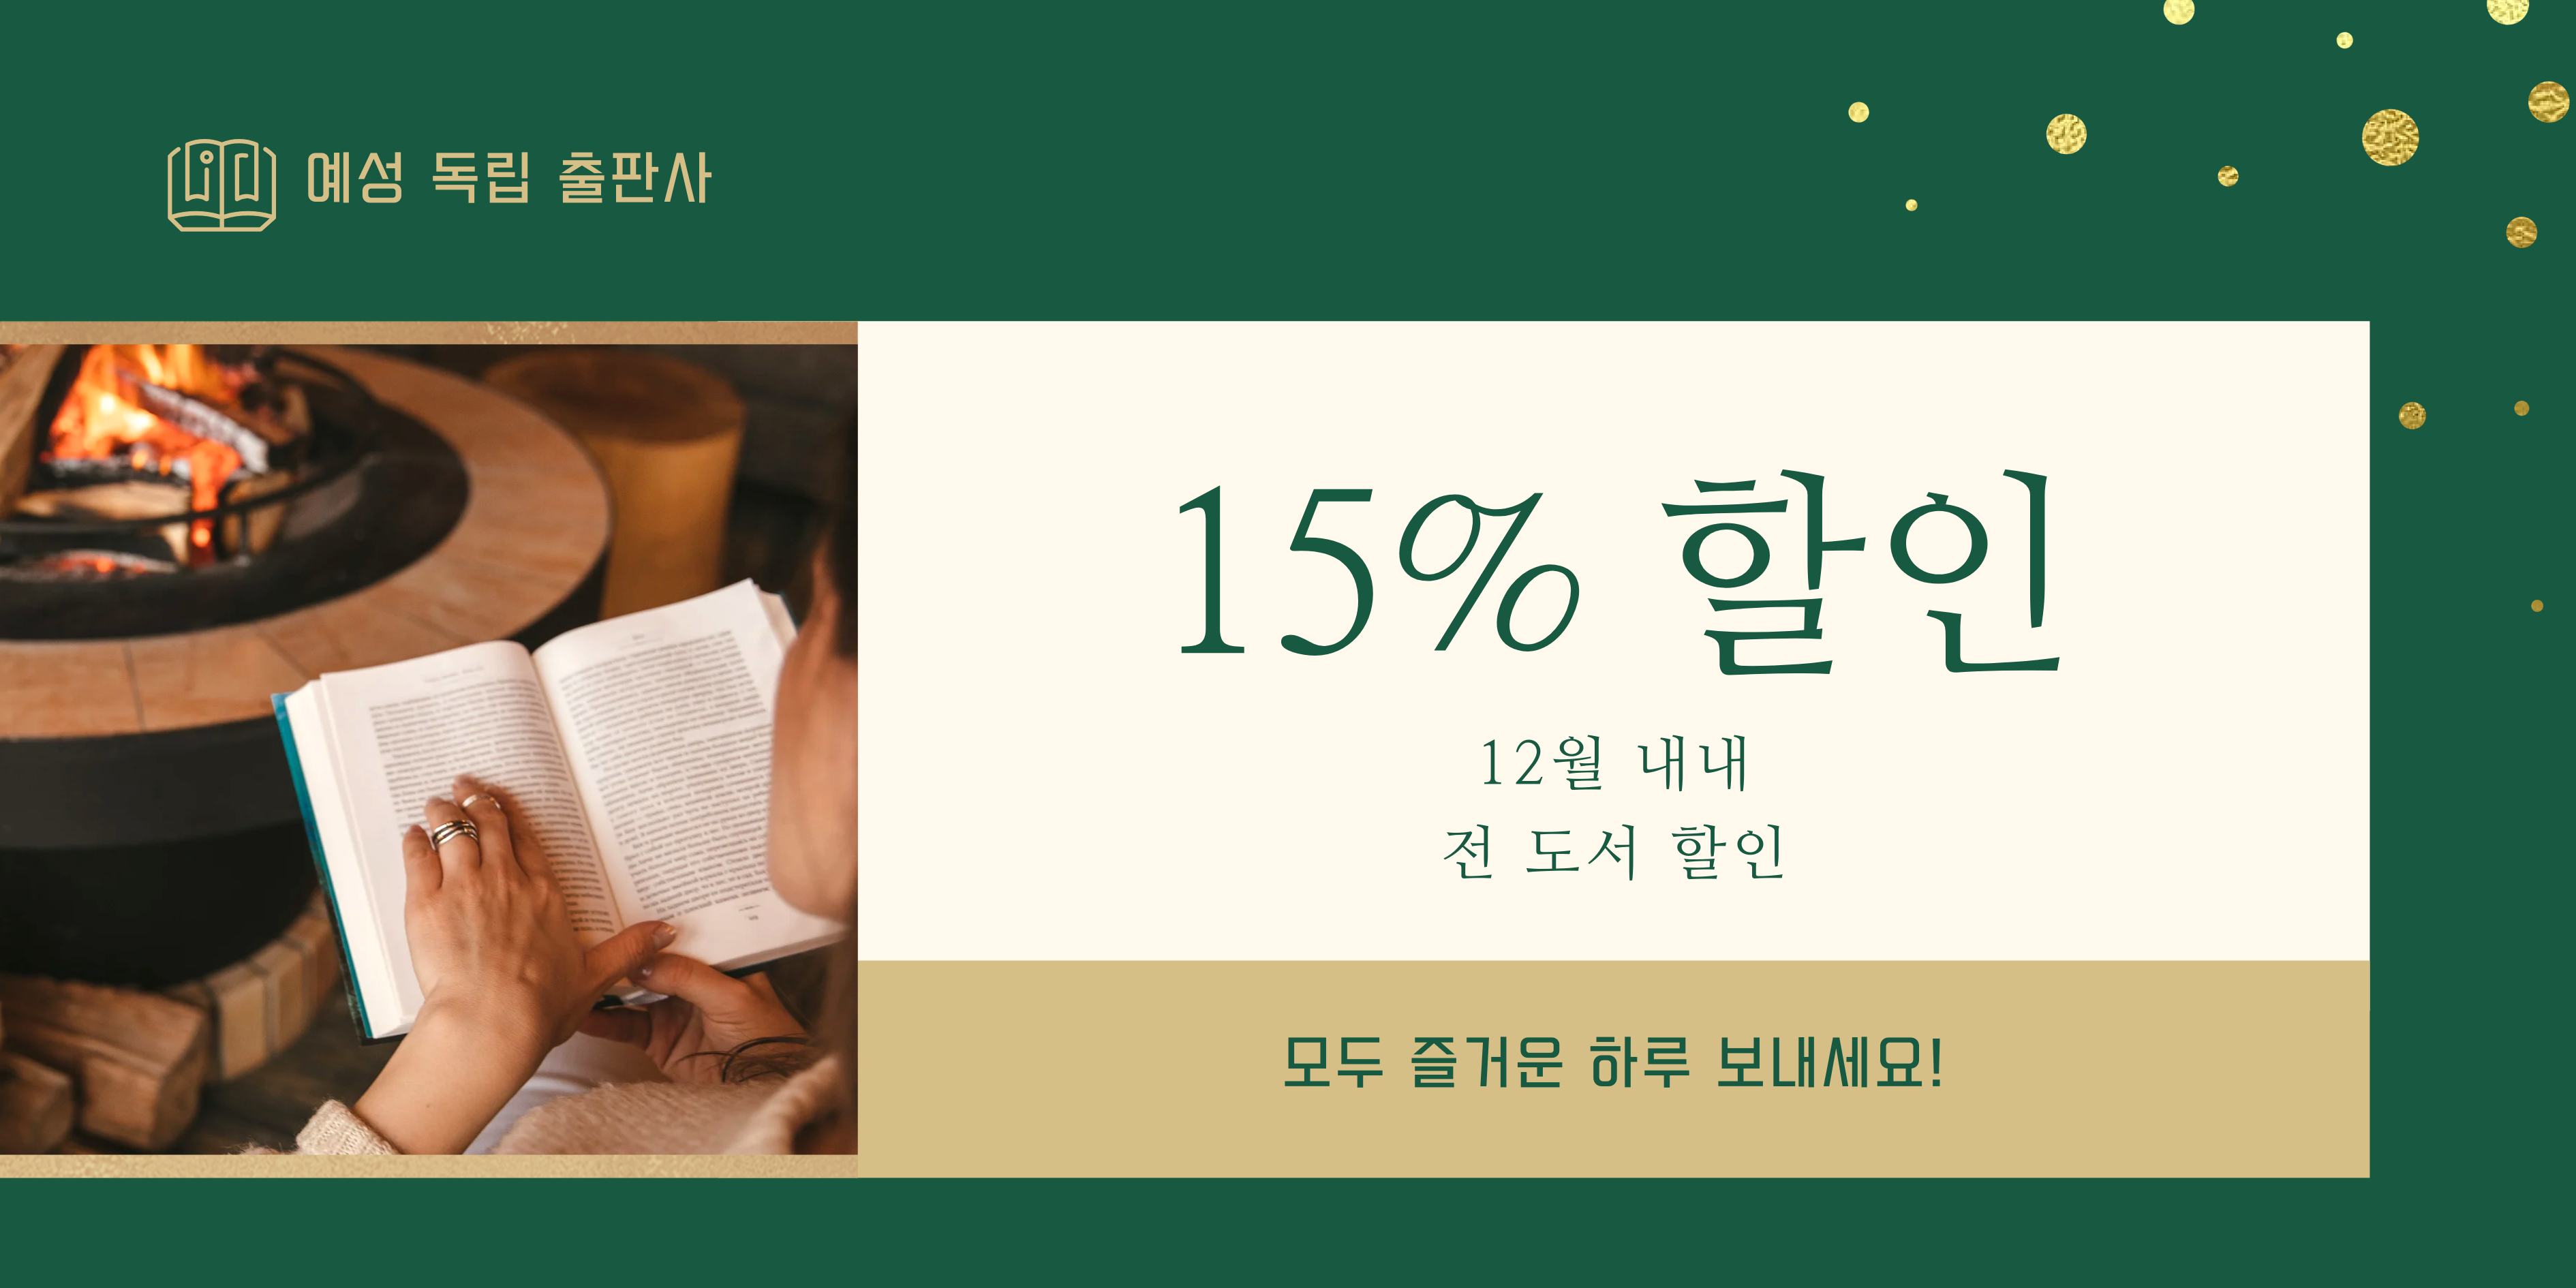 예성 독립 출판사
15% 할인
12월 내내
전 도서 할인
모두 즐거운 하루 보내세요!